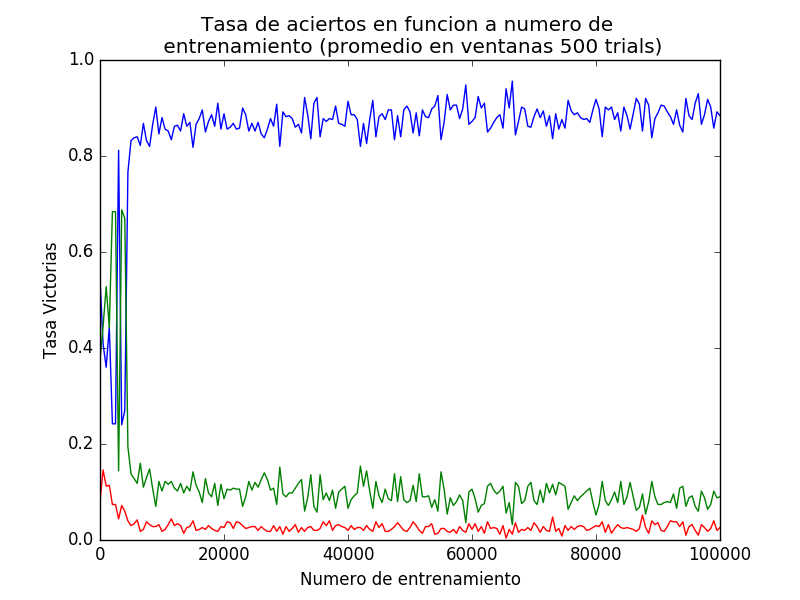 Tasa de aciertos en funcion a numero de
entrenamiento (promedio en ventanas 500 trials)
1.0
0.8
0.6
0.4
0.2
0.0
Tasa Victorias
0 20000 40000 60000 80000 100000
Numero de entrenamiento